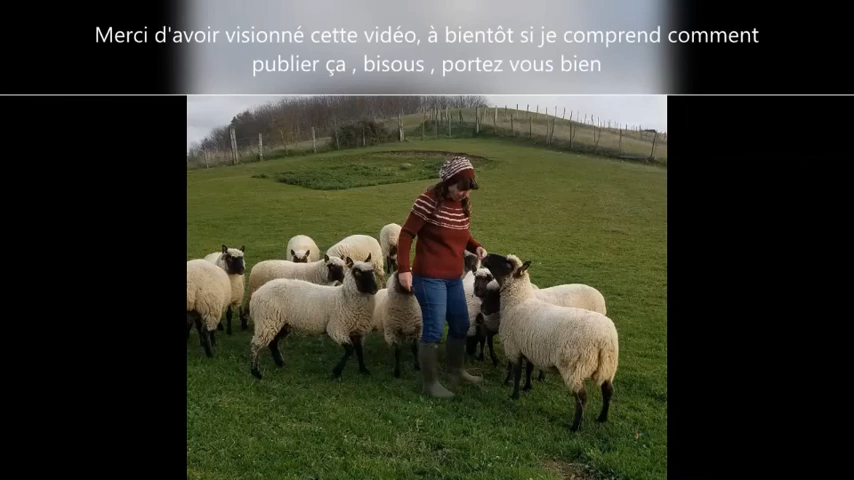 Merci d'avoir visionné cette vidéo, à bientôt si je comprend comment
publier ça , bisous , portez vous bien